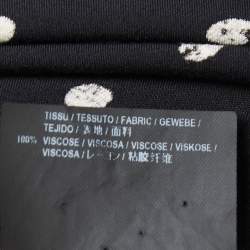 TISSU / TESSUTO / FABRIC / GEWEBE /
TEJIDO / 表地 / 面料
100% VISCOSE / VISCOSA / VISCOSE / VISKOSE /
VISCOSA / レーヨン / 粘胶纤维